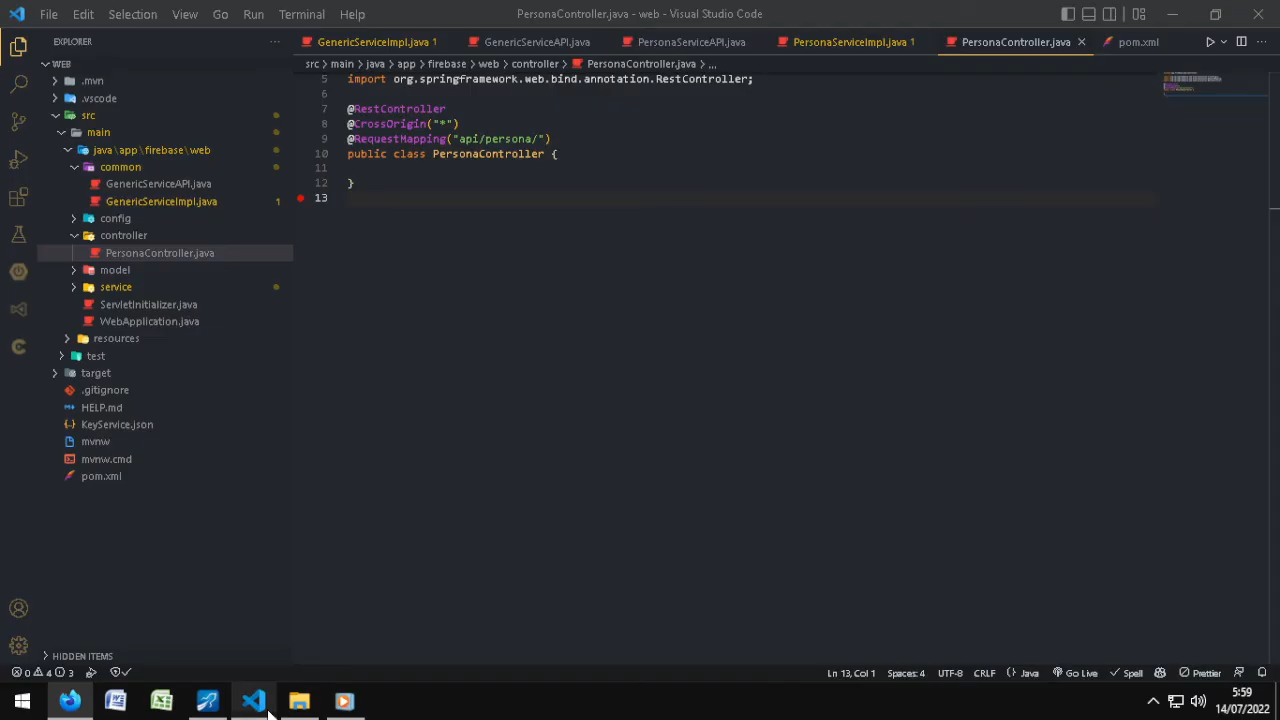 File Edit Selection View Go Run Terminal Help
PersonaController.java - web - Visual Studio Code
EXPLORER
GenericServiceImpl.java 1
GenericServiceAPI.java
PersonaServiceAPI.java
PersonaServiceImpl.java 1
PersonaController.java
pom.xml
WEB
.mvn
.vscode
src
main
java\app\firebase\web
common
GenericServiceAPI.java
GenericServiceImpl.java 1
config
controller
PersonaController.java
model
service
ServletInitializer.java
WebApplication.java
resources
test
target
.gitignore
HELP.md
KeyService.json
mvnw
mvnw.cmd
pom.xml
HIDDEN ITEMS
src > main > java > app > firebase > web > controller > PersonaController.java > ...
5 import org.springframework.web.bind.annotation.RestController;
6
7 @RestController
8 @CrossOrigin("*")
9 @RequestMapping("api/persona/")
10 public class PersonaController {
11
12 }
13
0 4 3
Ln 13, Col 1 Spaces: 4 UTF-8 CRLF {} Java Go Live Spell Prettier
5:59
14/07/2022